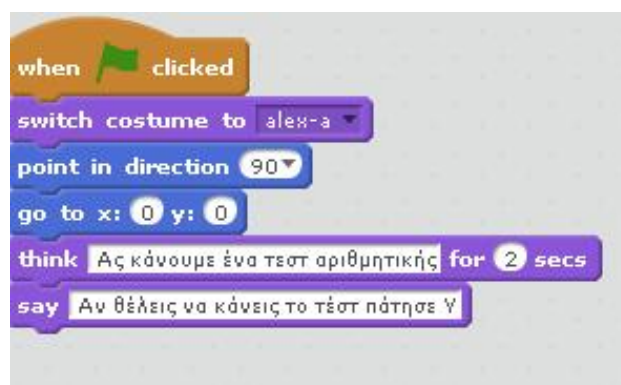 when clicked
switch costume to alex-a
point in direction 90
go to x: 0 y: 0
think Ας κάνουμε ένα τεστ αριθμητικής for 2 secs
say Αν θέλεις να κάνεις το τέστ πάτησε Y